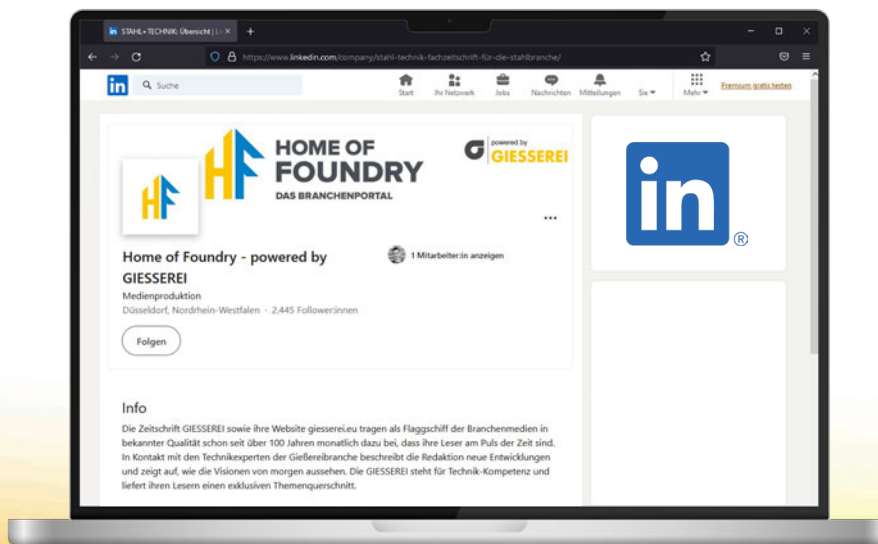 STAHL+ TECHNIK: Übersicht | Li
https://www.linkedin.com/company/stahl-technik-fachzeitschrift-für-die-stahlbranche/
in
Suche
Start
Ihr Netzwerk
Jobs
Nachrichten
Mitteilungen
Sie
Mehr
Premium gratis testen
HF
HF
HOME OF
FOUNDRY
DAS BRANCHENPORTAL
powered by
GIESSEREI
Home of Foundry - powered by
GIESSEREI
1 Mitarbeiter:in anzeigen
Medienproduktion
Düsseldorf, Nordrhein-Westfalen · 2.445 Follower:innen
Folgen
in
®
Info
Die Zeitschrift GIESSEREI sowie ihre Website giesserei.eu tragen als Flaggschiff der Branchenmedien in
bekannter Qualität schon seit über 100 Jahren monatlich dazu bei, dass ihre Leser am Puls der Zeit sind.
In Kontakt mit den Technikexperten der Gießereibranche beschreibt die Redaktion neue Entwicklungen
und zeigt auf, wie die Visionen von morgen aussehen. Die GIESSEREI steht für Technik-Kompetenz und
liefert ihren Lesern einen exklusiven Themenquerschnitt.